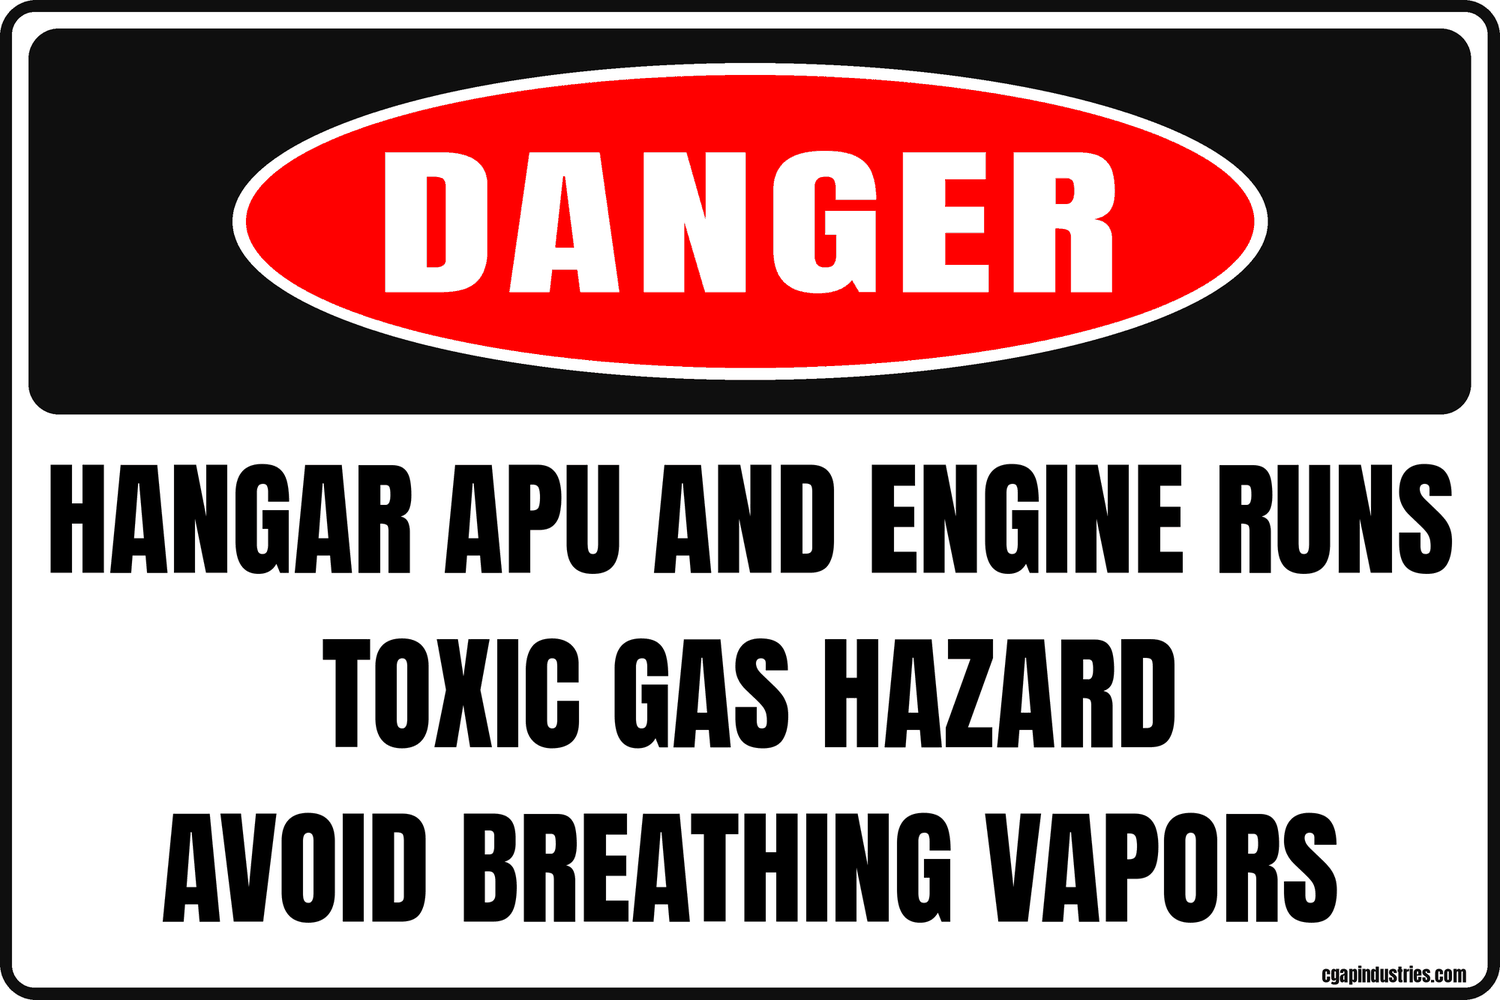 DANGER
HANGAR APU AND ENGINE RUNS
TOXIC GAS HAZARD
AVOID BREATHING VAPORS
cgapindustries.com